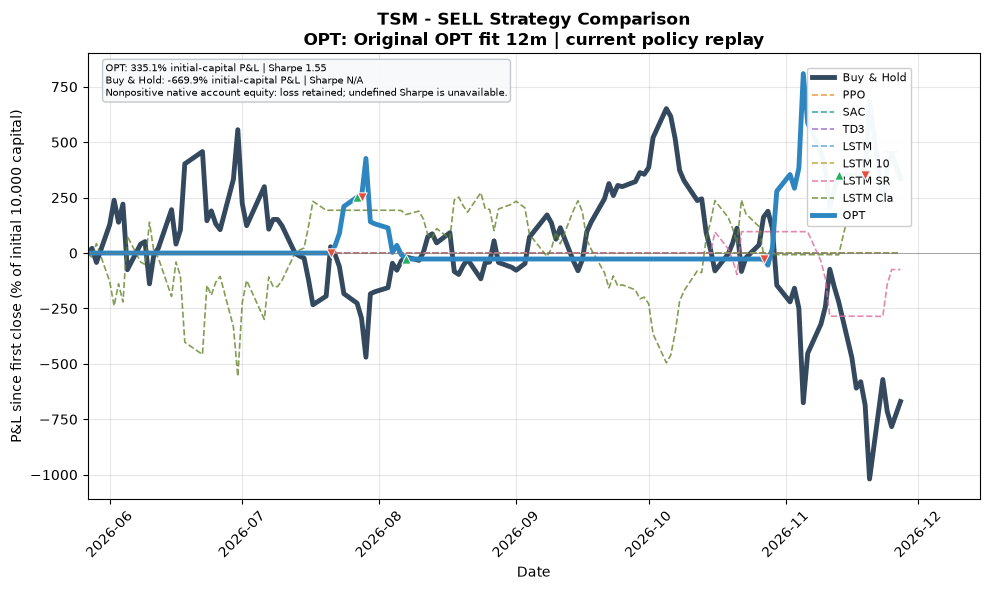 TSM - SELL Strategy Comparison
OPT: Original OPT fit 12m | current policy replay
OPT: 335.1% initial-capital P&L | Sharpe 1.55
Buy & Hold: -669.9% initial-capital P&L | Sharpe N/A
Nonpositive native account equity: loss retained; undefined Sharpe is unavailable.
Buy & Hold
PPO
SAC
TD3
LSTM
LSTM 10
LSTM SR
LSTM Cla
OPT
P&L since first close (% of initial 10,000 capital)
750
500
250
0
−250
−500
−750
−1000
2026-06
2026-07
2026-08
2026-09
2026-10
2026-11
2026-12
Date